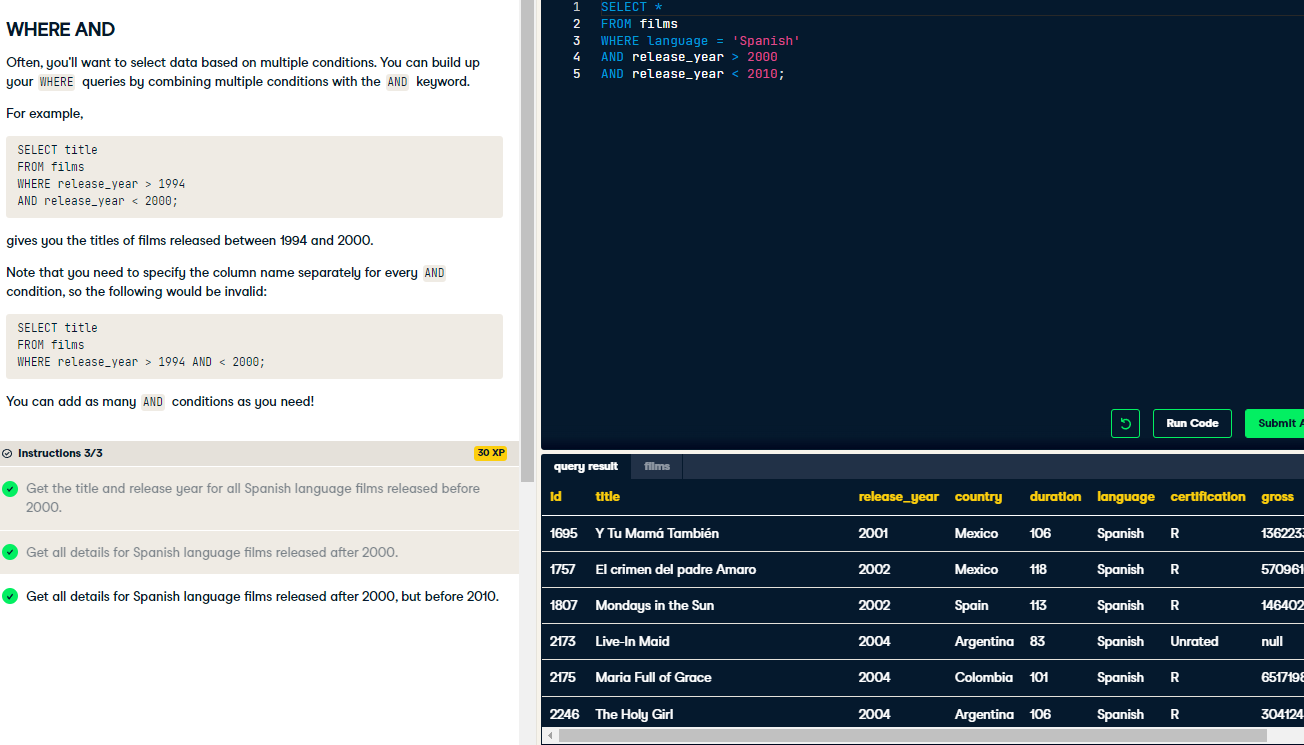 WHERE AND
Often, you'll want to select data based on multiple conditions. You can build up
your WHERE queries by combining multiple conditions with the AND keyword.
For example,
SELECT title
FROM films
WHERE release_year > 1994
AND release_year < 2000;
gives you the titles of films released between 1994 and 2000.
Note that you need to specify the column name separately for every AND
condition, so the following would be invalid:
SELECT title
FROM films
WHERE release_year > 1994 AND < 2000;
You can add as many AND conditions as you need!
Instructions 3/3 30 XP
Get the title and release year for all Spanish language films released before
2000.
Get all details for Spanish language films released after 2000.
Get all details for Spanish language films released after 2000, but before 2010.
1 SELECT *
2 FROM films
3 WHERE language = 'Spanish'
4 AND release_year > 2000
5 AND release_year < 2010;
Run Code Submit A
query result films
id title release_year country duration language certification gross
1695 Y Tu Mamá También 2001 Mexico 106 Spanish R 1362233
1757 El crimen del padre Amaro 2002 Mexico 118 Spanish R 570961
1807 Mondays in the Sun 2002 Spain 113 Spanish R 146402
2173 Live-In Maid 2004 Argentina 83 Spanish Unrated null
2175 Maria Full of Grace 2004 Colombia 101 Spanish R 6517198
2246 The Holy Girl 2004 Argentina 106 Spanish R 304124